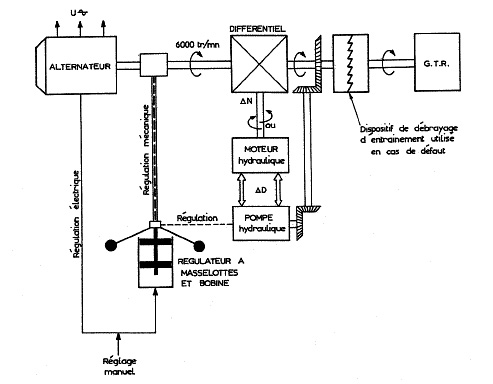 U
DIFFERENTIEL
6000 tr/mn
ALTERNATEUR
G.T.R.
ΔN
ou
Dispositif de débrayage
d entrainement utilise
en cas de défaut
MOTEUR
hydraulique
Régulation mécanique
ΔD
Régulation électrique
Régulation
POMPE
hydraulique
REGULATEUR A
MASSELOTTES
ET BOBINE
Réglage
manuel